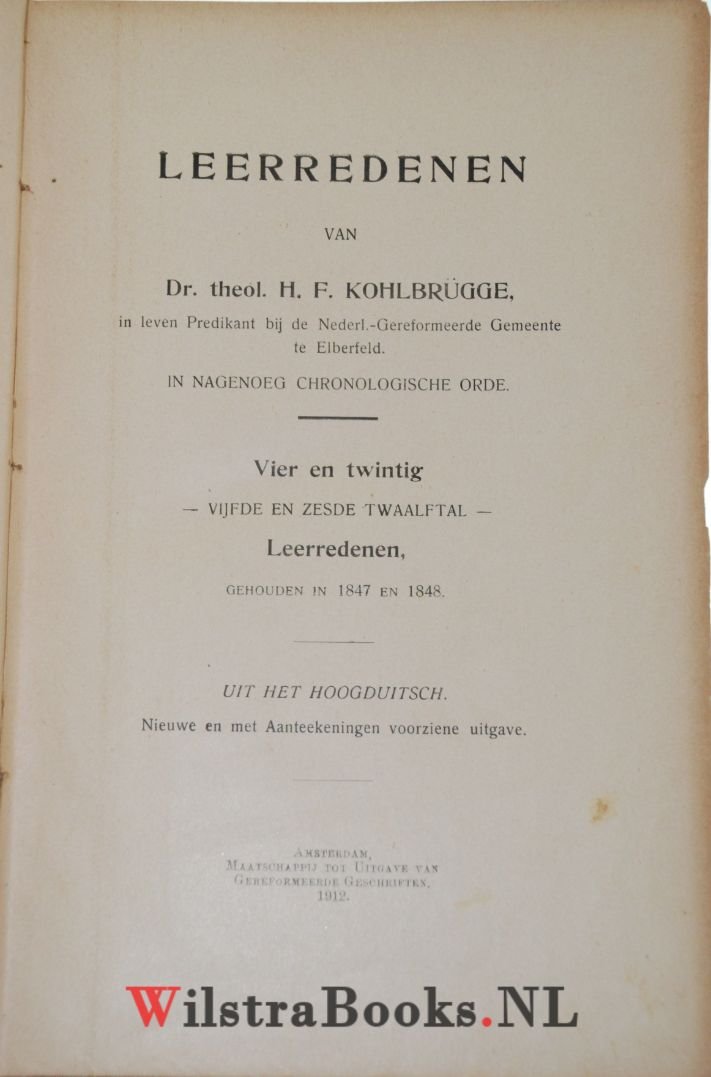 LEERREDENEN
VAN
Dr. theol. H. F. KOHLBRÜGGE,
in leven Predikant bij de Nederl.-Gereformeerde Gemeente
te Elberfeld.
IN NAGENOEG CHRONOLOGISCHE ORDE.
Vier en twintig
— VIJFDE EN ZESDE TWAALFTAL —
Leerredenen,
GEHOUDEN IN 1847 EN 1848.
UIT HET HOOGDUITSCH.
Nieuwe en met Aanteekeningen voorziene uitgave.
AMSTERDAM,
MAATSCHAPPIJ TOT UITGAVE VAN
GEREFORMEERDE GESCHRIFTEN.
1912.
WilstraBooks.NL